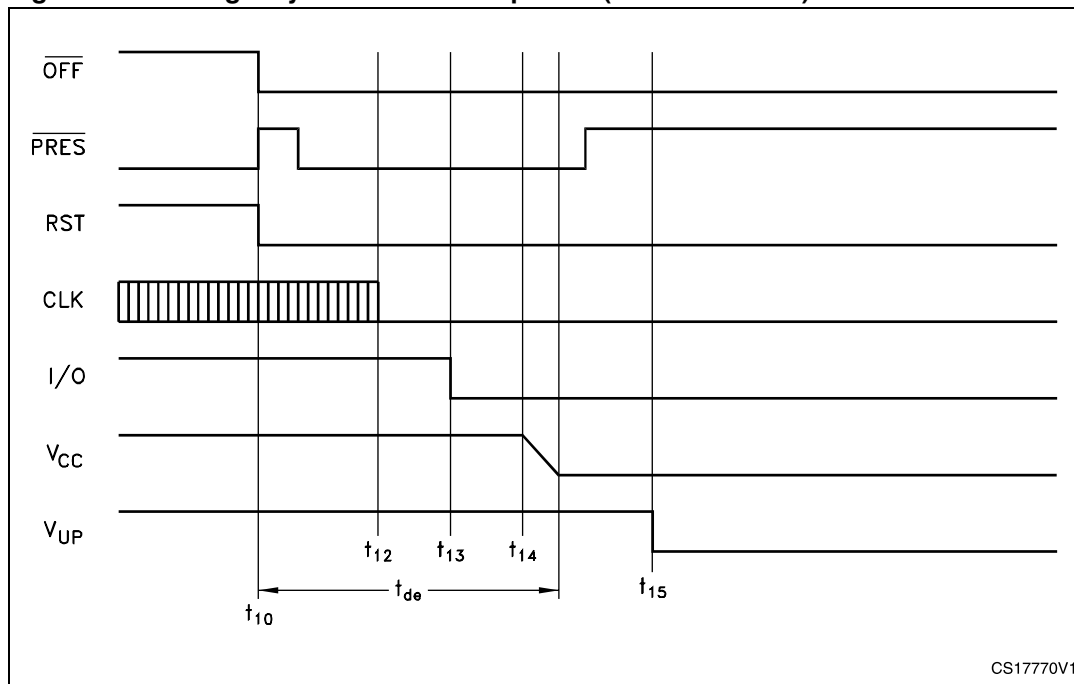 OFF
PRES
RST
CLK
I/O
VCC
VUP
t12 t13 t14
tde t15
t10
CS17770V1